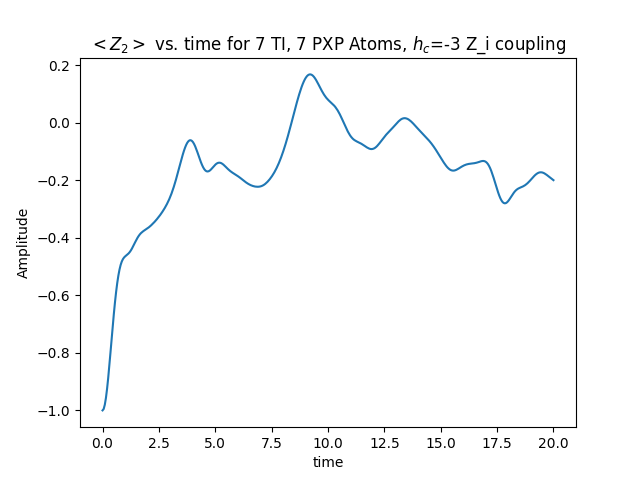 < Z₂ > vs. time for 7 TI, 7 PXP Atoms, h_c=-3 Z_i coupling
0.2
0.0
−0.2
−0.4
−0.6
−0.8
−1.0
Amplitude
0.0 2.5 5.0 7.5 10.0 12.5 15.0 17.5 20.0
time